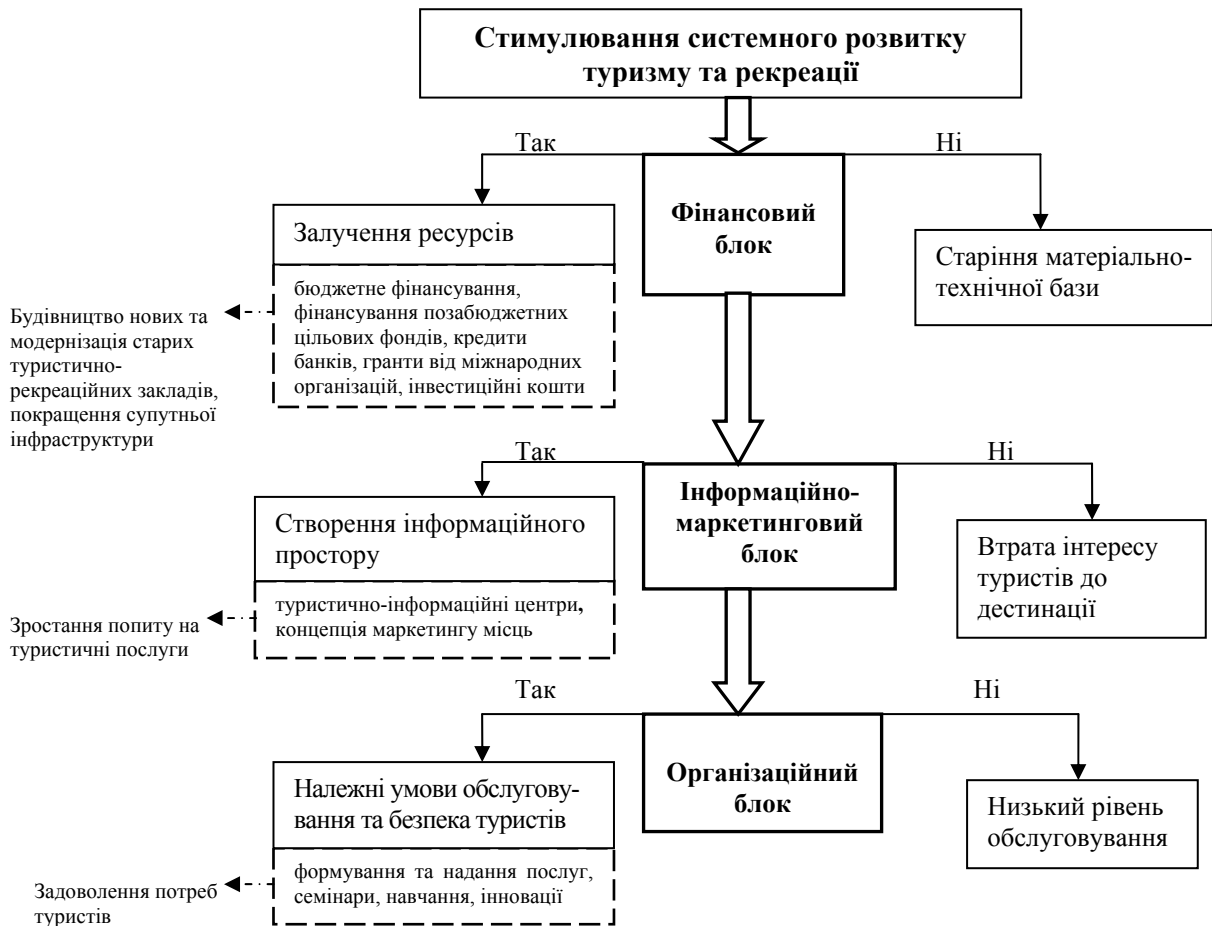 Стимулювання системного розвитку
туризму та рекреації
Так
Ні
Фінансовий
блок
Залучення ресурсів
бюджетне фінансування,
фінансування позабюджетних
цільових фондів, кредити
банків, гранти від міжнародних
організацій, інвестиційні кошти
Будівництво нових та
модернізація старих
туристично-
рекреаційних закладів,
покращення супутньої
інфраструктури
Старіння матеріально-
технічної бази
Так
Ні
Інформаційно-
маркетинговий
блок
Створення інформаційного
простору
туристично-інформаційні центри,
концепція маркетингу місць
Зростання попиту на
туристичні послуги
Втрата інтересу
туристів до
дестинації
Так
Ні
Організаційний
блок
Належні умови обслугову-
вування та безпека туристів
формування та надання послуг,
семінари, навчання, інновації
Задоволення потреб
туристів
Низький рівень
обслуговування